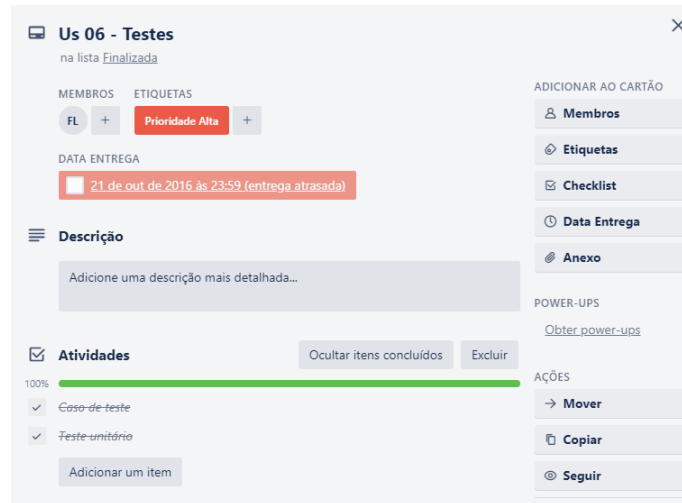 Us 06 - Testes
na lista Finalizada
MEMBROS ETIQUETAS
FL + Prioridade Alta +
DATA ENTREGA
21 de out de 2016 às 23:59 (entrega atrasada)
Descrição
Adicione uma descrição mais detalhada...
Atividades Ocultar itens concluídos Excluir
100%
Caso de teste
Teste unitário
Adicionar um item
ADICIONAR AO CARTÃO
Membros
Etiquetas
Checklist
Data Entrega
Anexo
POWER-UPS
Obter power-ups
AÇÕES
Mover
Copiar
Seguir